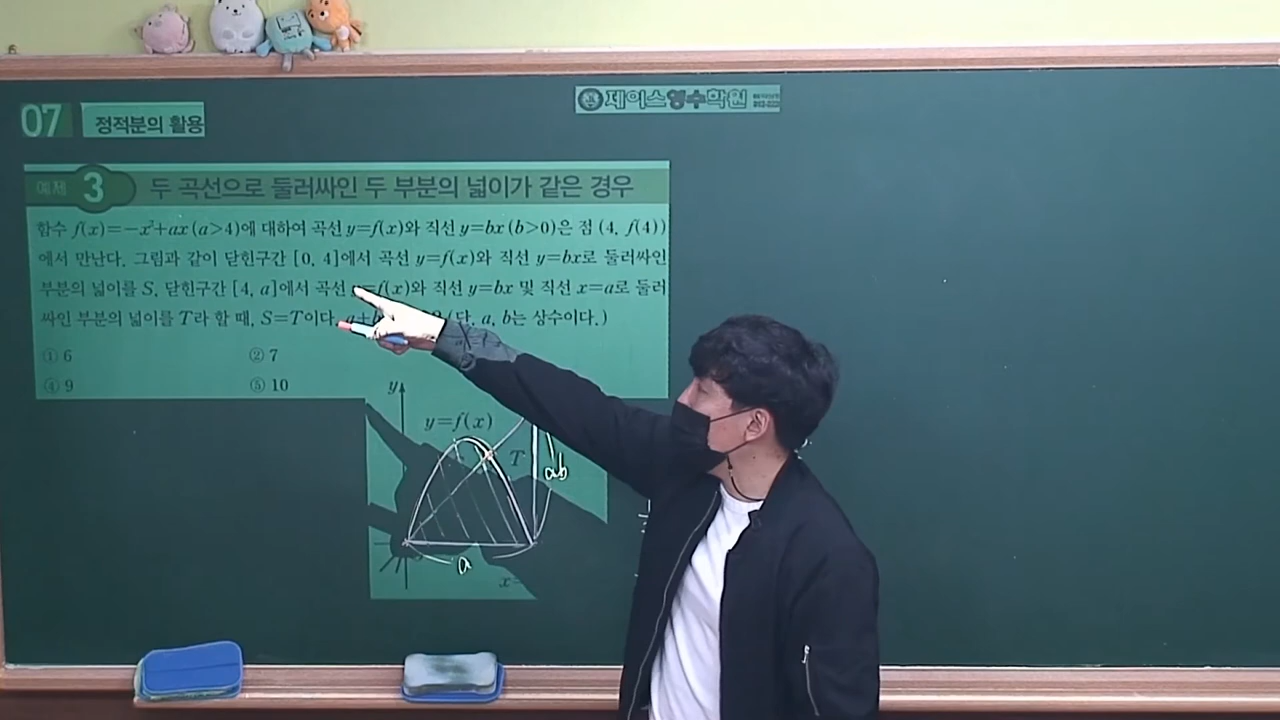 07 정적분의 활용
제이스영수학원
예제 3 두 곡선으로 둘러싸인 두 부분의 넓이가 같은 경우
함수 f(x)=-x²+ax(a>4)에 대하여 곡선 y=f(x)와 직선 y=bx(b>0)은 점 (4, f(4))
에서 만난다. 그림과 같이 닫힌구간 [0, 4]에서 곡선 y=f(x)와 직선 y=bx로 둘러싸인
부분의 넓이를 S, 닫힌구간 [4, a]에서 곡선 y=f(x)와 직선 y=bx 및 직선 x=a로 둘러
싸인 부분의 넓이를 T라 할 때, S=T이다. (단, a, b는 상수이다.)
① 6 ② 7
④ 9 ⑤ 10
y
y=f(x)
T
ab
a
x=